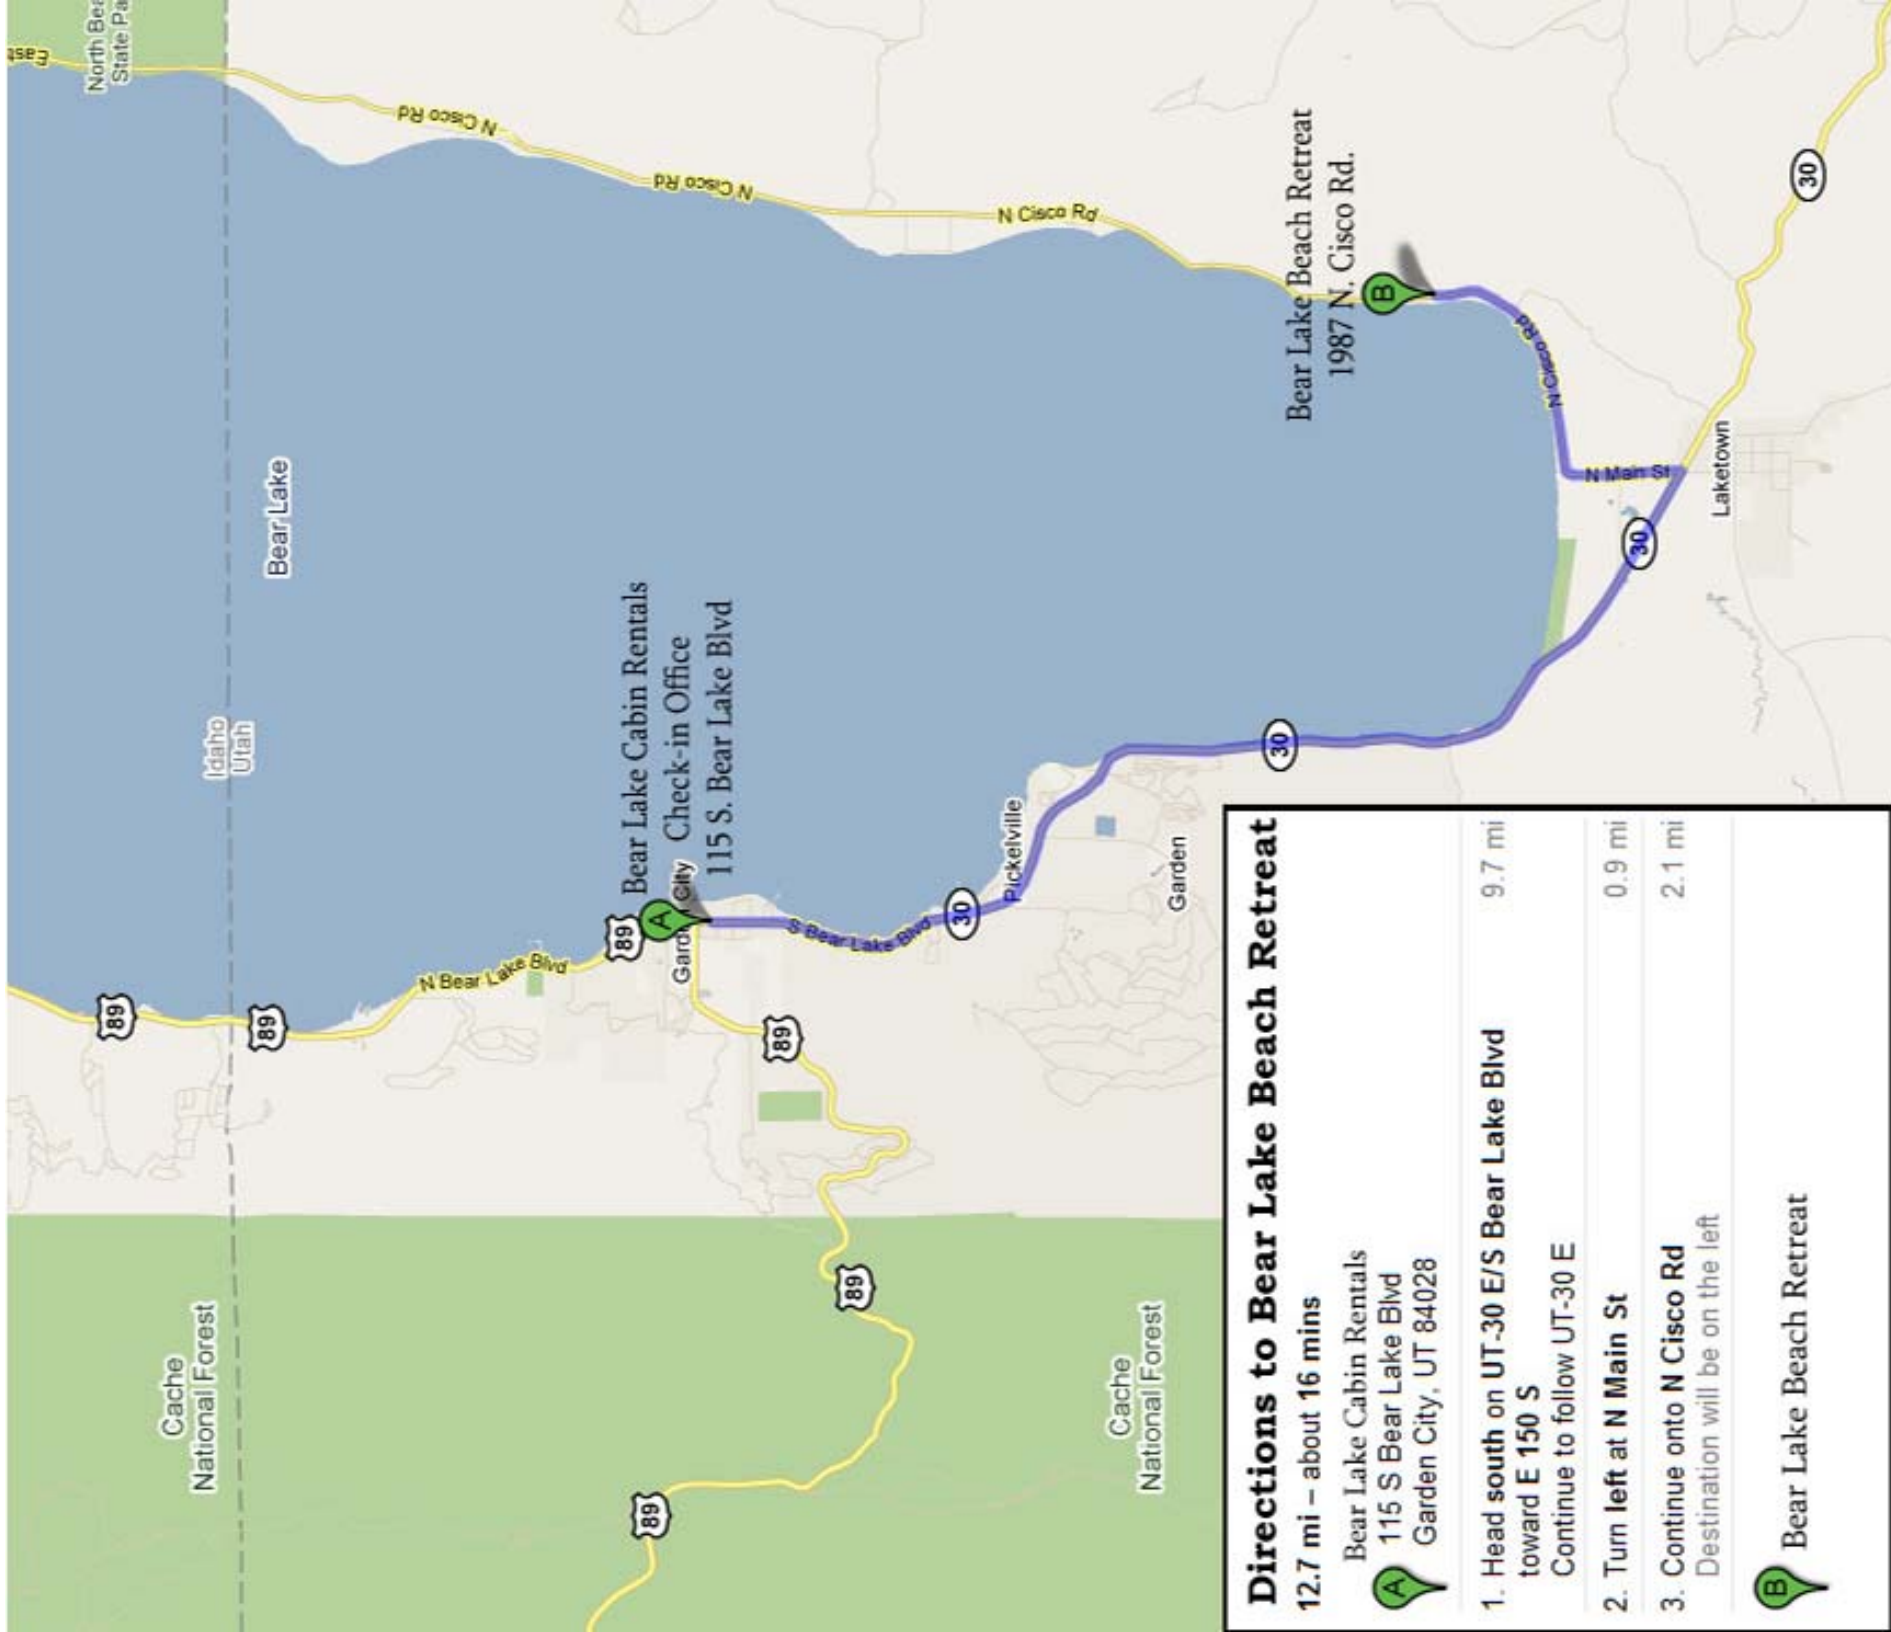 Cache
National Forest
Idaho
Utah
Bear Lake
North Bea
State Pa
East
89
89
N Bear Lake Blvd
89
A
Garden City
Bear Lake Cabin Rentals
Check-in Office
115 S. Bear Lake Blvd
N Cisco Rd
N Cisco Rd
N Cisco Rd
89
89
89
S Bear Lake Blvd
30
Pickelville
Garden
30
Cache
National Forest
Bear Lake Beach Retreat
1987 N. Cisco Rd.
B
N Cisco Rd
N Main St
30
Laketown
30
Directions to Bear Lake Beach Retreat
12.7 mi – about 16 mins
Bear Lake Cabin Rentals
A
115 S Bear Lake Blvd
Garden City, UT 84028
1. Head south on UT-30 E/S Bear Lake Blvd 9.7 mi
toward E 150 S
Continue to follow UT-30 E
2. Turn left at N Main St 0.9 mi
3. Continue onto N Cisco Rd 2.1 mi
Destination will be on the left
B
Bear Lake Beach Retreat